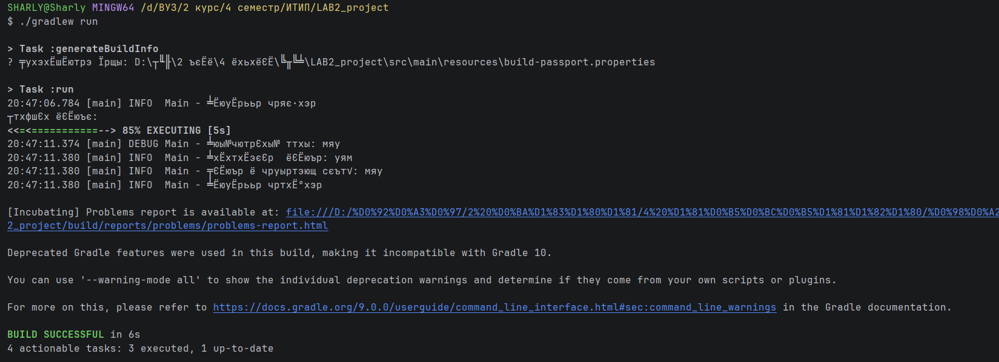 SHARLY@Sharly MINGW64 /d/ВУЗ/2 курс/4 семестр/ИТИП/LAB2_project
$ ./gradlew run
> Task :generateBuildInfo
? ╤ухэхЁшЁютрэ Їрщы: D:\┬╙╟\2 ъєЁё\4 ёхьхёЄЁ\╚╥╚╧\LAB2_project\src\main\resources\build-passport.properties
> Task :run
20:47:06.784 [main] INFO  Main - ╧ЁюуЁрььр чряє∙хэр
┬тхфшЄх ёЄЁюъє:
<<=<===========--> 85% EXECUTING [5s]
20:47:11.374 [main] DEBUG Main - ╧юы№чютрЄхы№ ттхы: мяу
20:47:11.380 [main] INFO  Main - ╧хЁхтхЁэєЄр  ёЄЁюър: уям
20:47:11.380 [main] INFO  Main - ╤ЄЁюър ё чруыртэющ сєът√: мяу
20:47:11.380 [main] INFO  Main - ╧ЁюуЁрььр чртхЁ°хэр
[Incubating] Problems report is available at: file:///D:/%D0%92%D0%A3%D0%97/2%20%D0%BA%D1%83%D1%80%D1%81/4%20%D1%81%D0%B5%D0%BC%D0%B5%D1%81%D1%82%D1%80/%D0%98%D0%A2
2_project/build/reports/problems/problems-report.html
Deprecated Gradle features were used in this build, making it incompatible with Gradle 10.
You can use '--warning-mode all' to show the individual deprecation warnings and determine if they come from your own scripts or plugins.
For more on this, please refer to https://docs.gradle.org/9.0.0/userguide/command_line_interface.html#sec:command_line_warnings in the Gradle documentation.
BUILD SUCCESSFUL in 6s
4 actionable tasks: 3 executed, 1 up-to-date